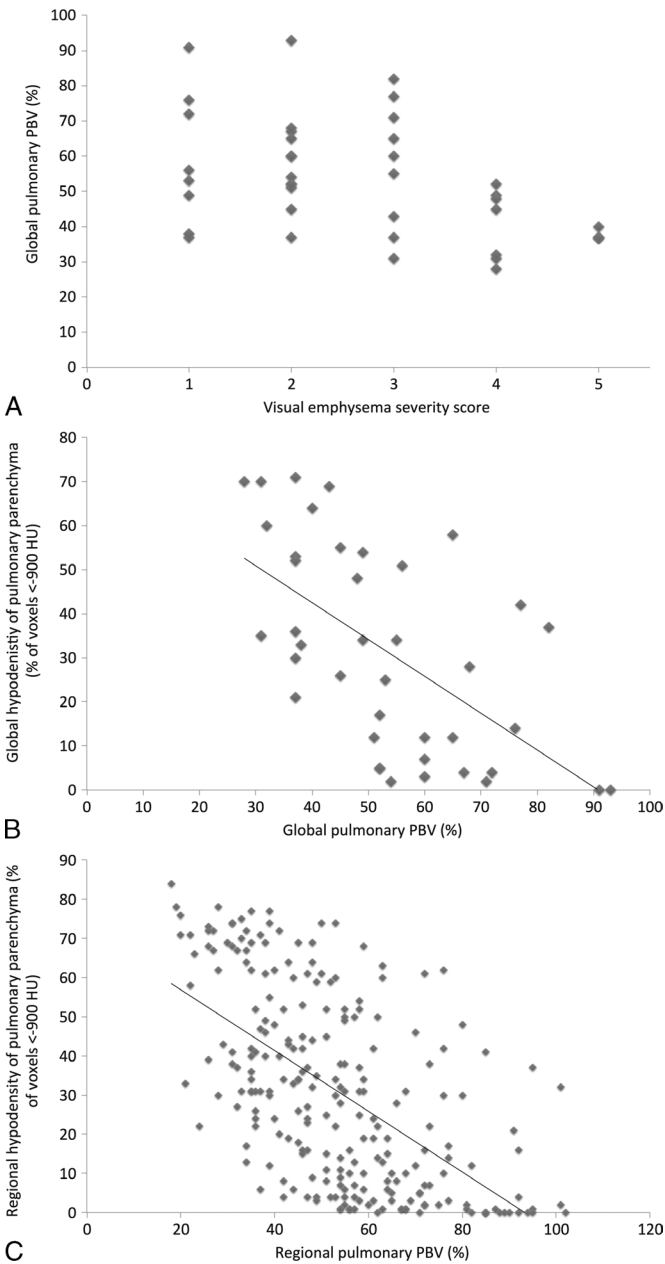 100
90
80
70
60
50
40
30
20
10
0
Global pulmonary PBV (%)
0 1 2 3 4 5
Visual emphysema severity score
A
80
70
60
50
40
30
20
10
0
Global hypodenistiy of pulmonary parenchyma
(% of voxels <-900 HU)
0 10 20 30 40 50 60 70 80 90 100
Global pulmonary PBV (%)
B
90
80
70
60
50
40
30
20
10
0
Regional hypodensity of pulmonary parenchyma (%
of voxels <-900 HU)
0 20 40 60 80 100 120
Regional pulmonary PBV (%)
C